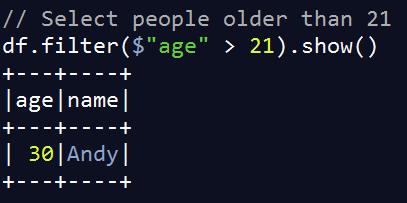 // Select people older than 21
df.filter($"age" > 21).show()
+---+----+
|age|name|
+---+----+
| 30|Andy|
+---+----+